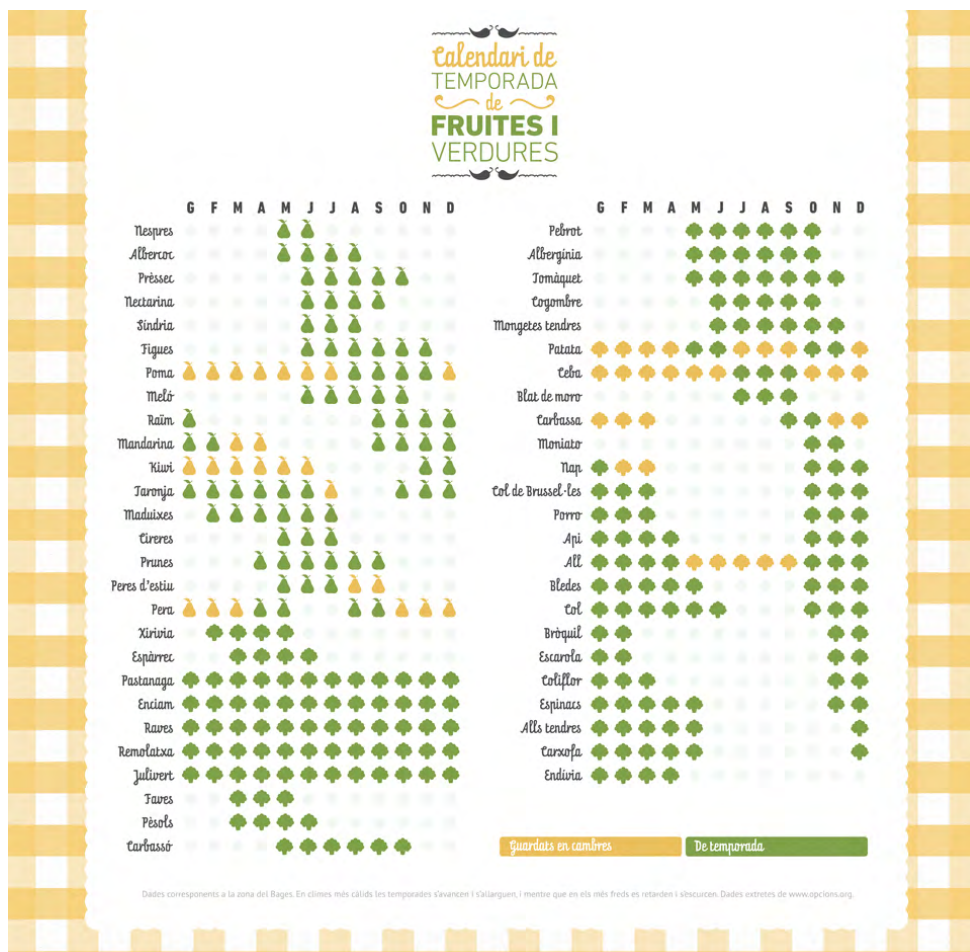 Calendari de
TEMPORADA
de
FRUITES I
VERDURES
G F M A M J J A S O N D
Nespres
Albercoc
Préssec
Nectarina
Síndria
Figues
Poma
Meló
Raïm
Mandarina
Kiwi
Taronja
Maduixes
Cireres
Prunes
Peres d'estiu
Pera
Xirivia
Espàrrec
Pastanaga
Enciam
Raves
Remolatxa
Julivert
Faves
Pèsols
Carbassó
G F M A M J J A S O N D
Pebrot
Albergínia
Tomàquet
Cogombre
Mongetes tendres
Patata
Ceba
Blat de moro
Carbassa
Moniato
Nap
Col de Brussel·les
Porro
Api
All
Bledes
Col
Bròquil
Escarola
Coliflor
Espinacs
Alls tendres
Carxofa
Endívia
Guardats en cambres
De temporada
Dades corresponents a la zona del Bages. En climes més càlids les temporades s'avancen i s'allarguen, i mentre que en els més freds es retarden i s'escurcen. Dades extretes de www.opcions.org.